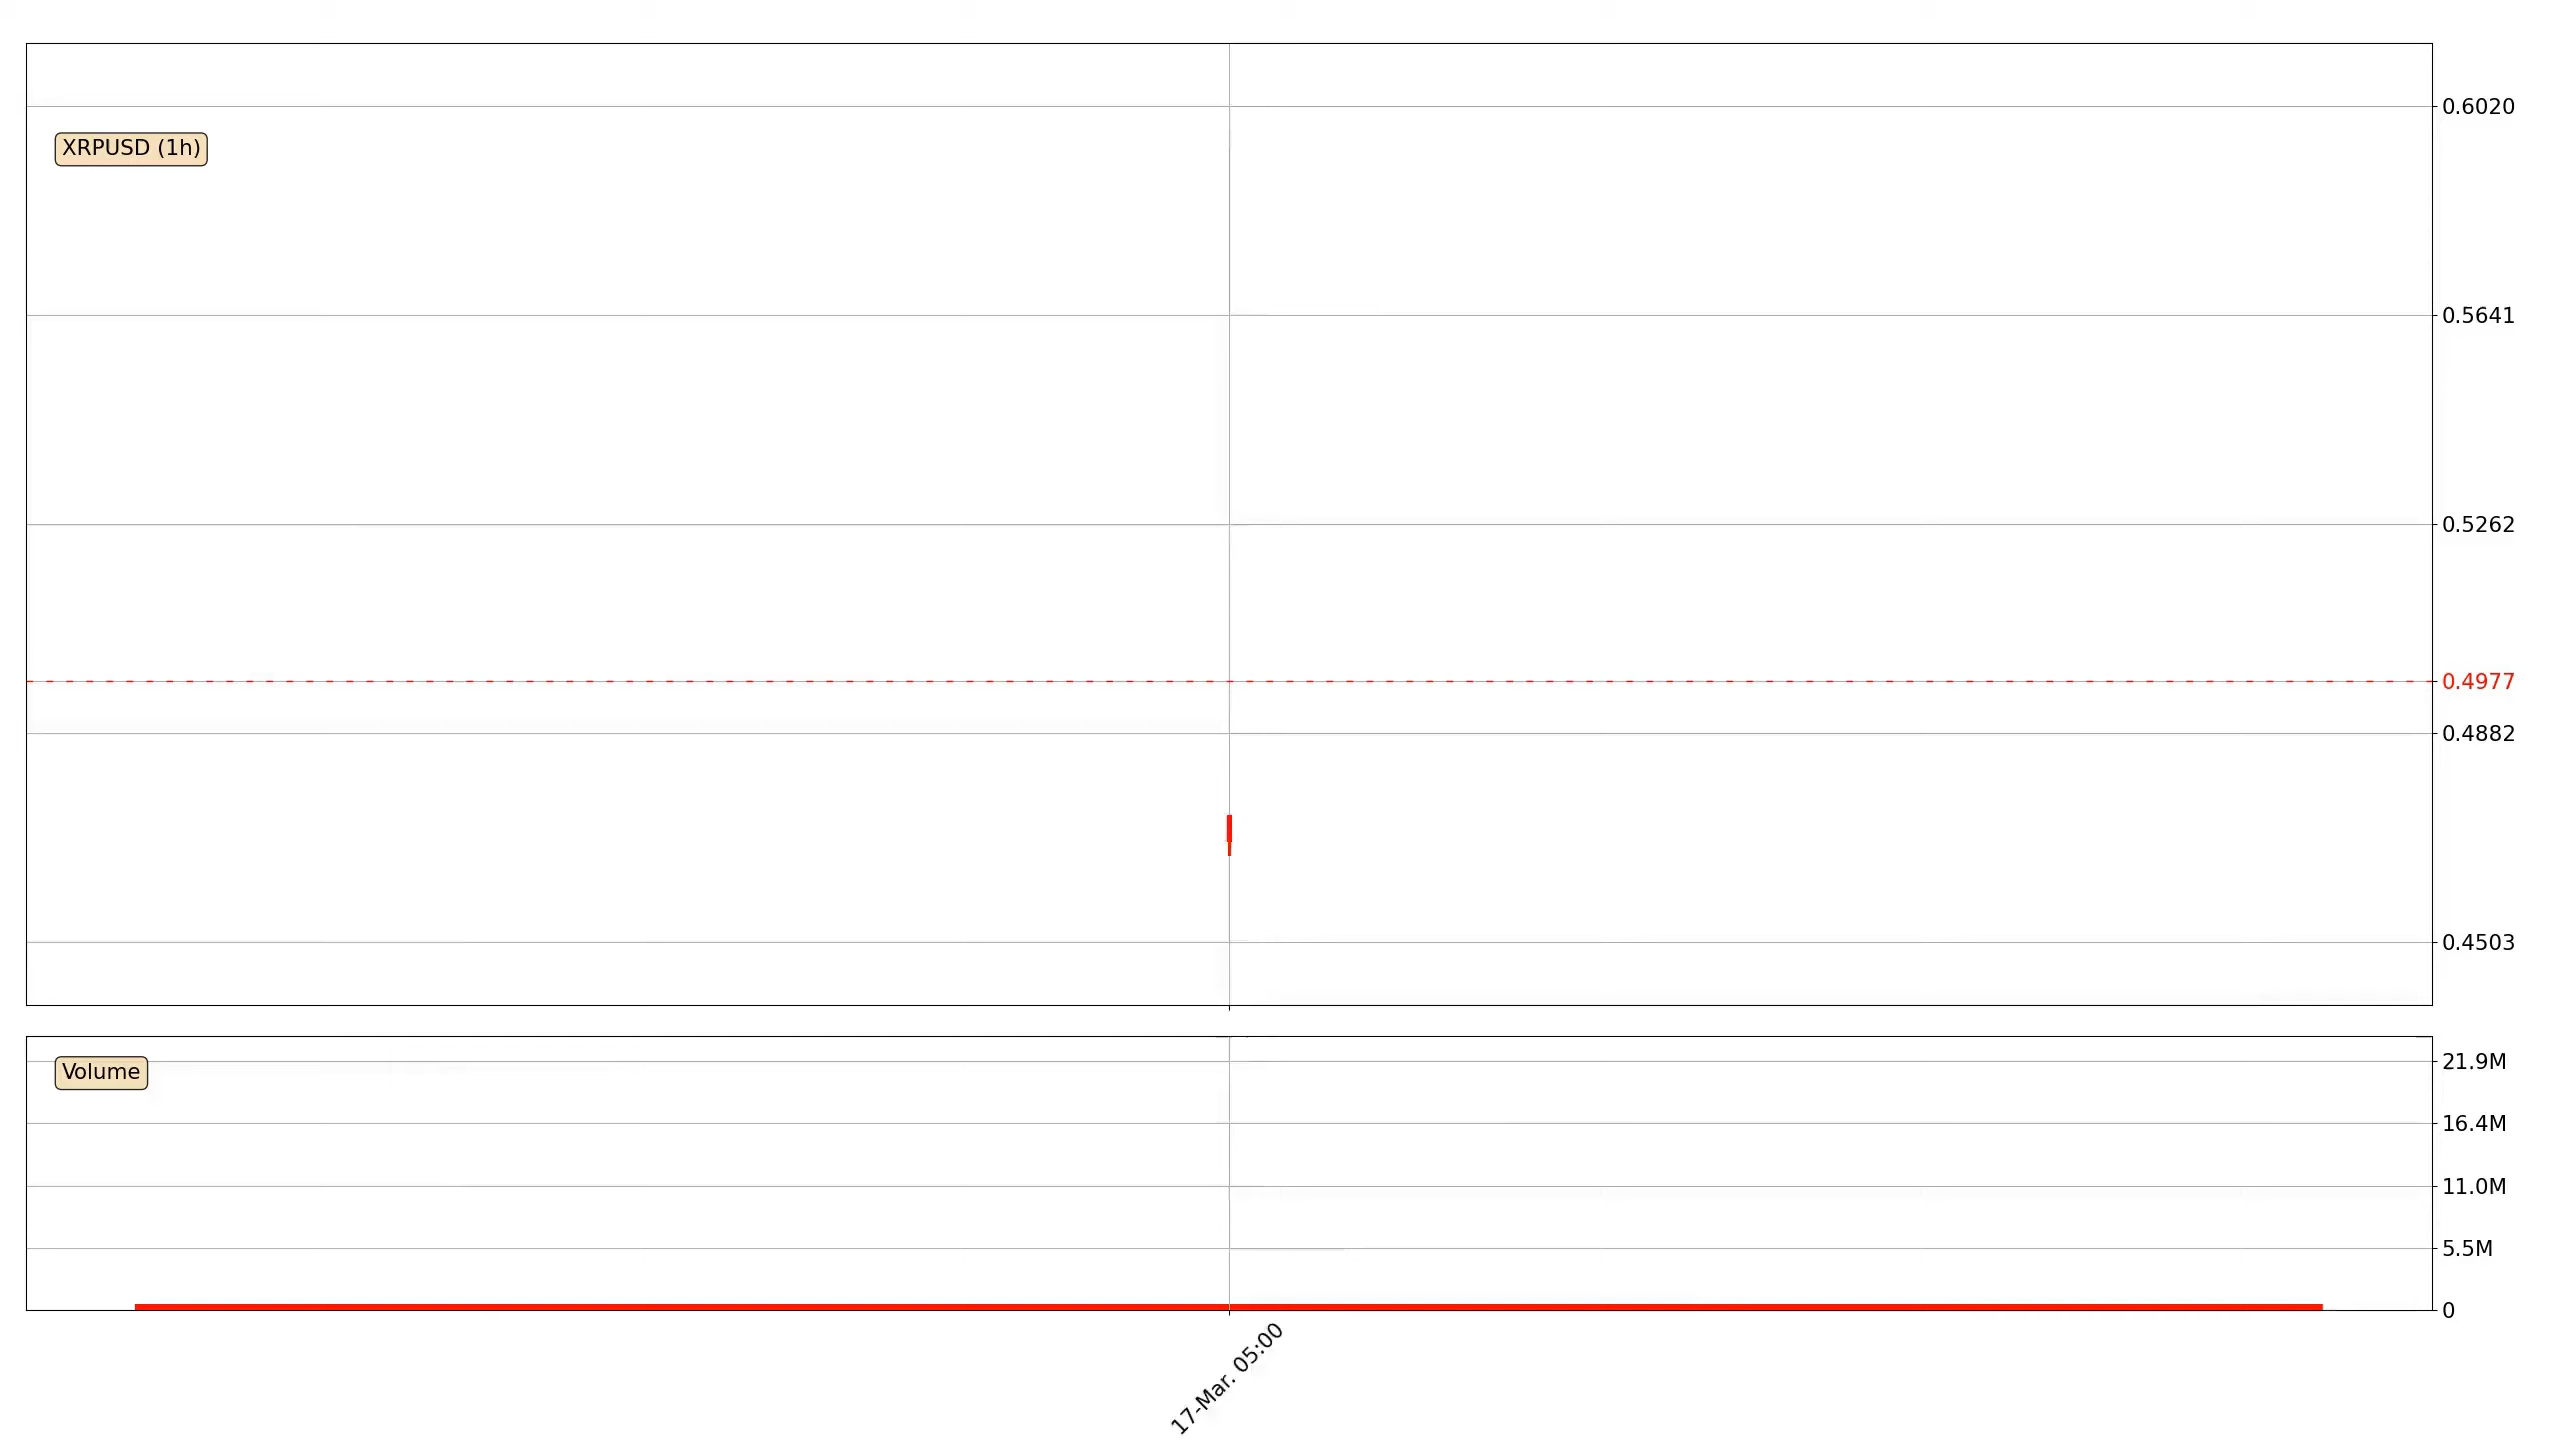 XRPUSD (1h)
0.6020
0.5641
0.5262
0.4977
0.4882
0.4503
Volume
21.9M
16.4M
11.0M
5.5M
0
17-Mar. 05:00